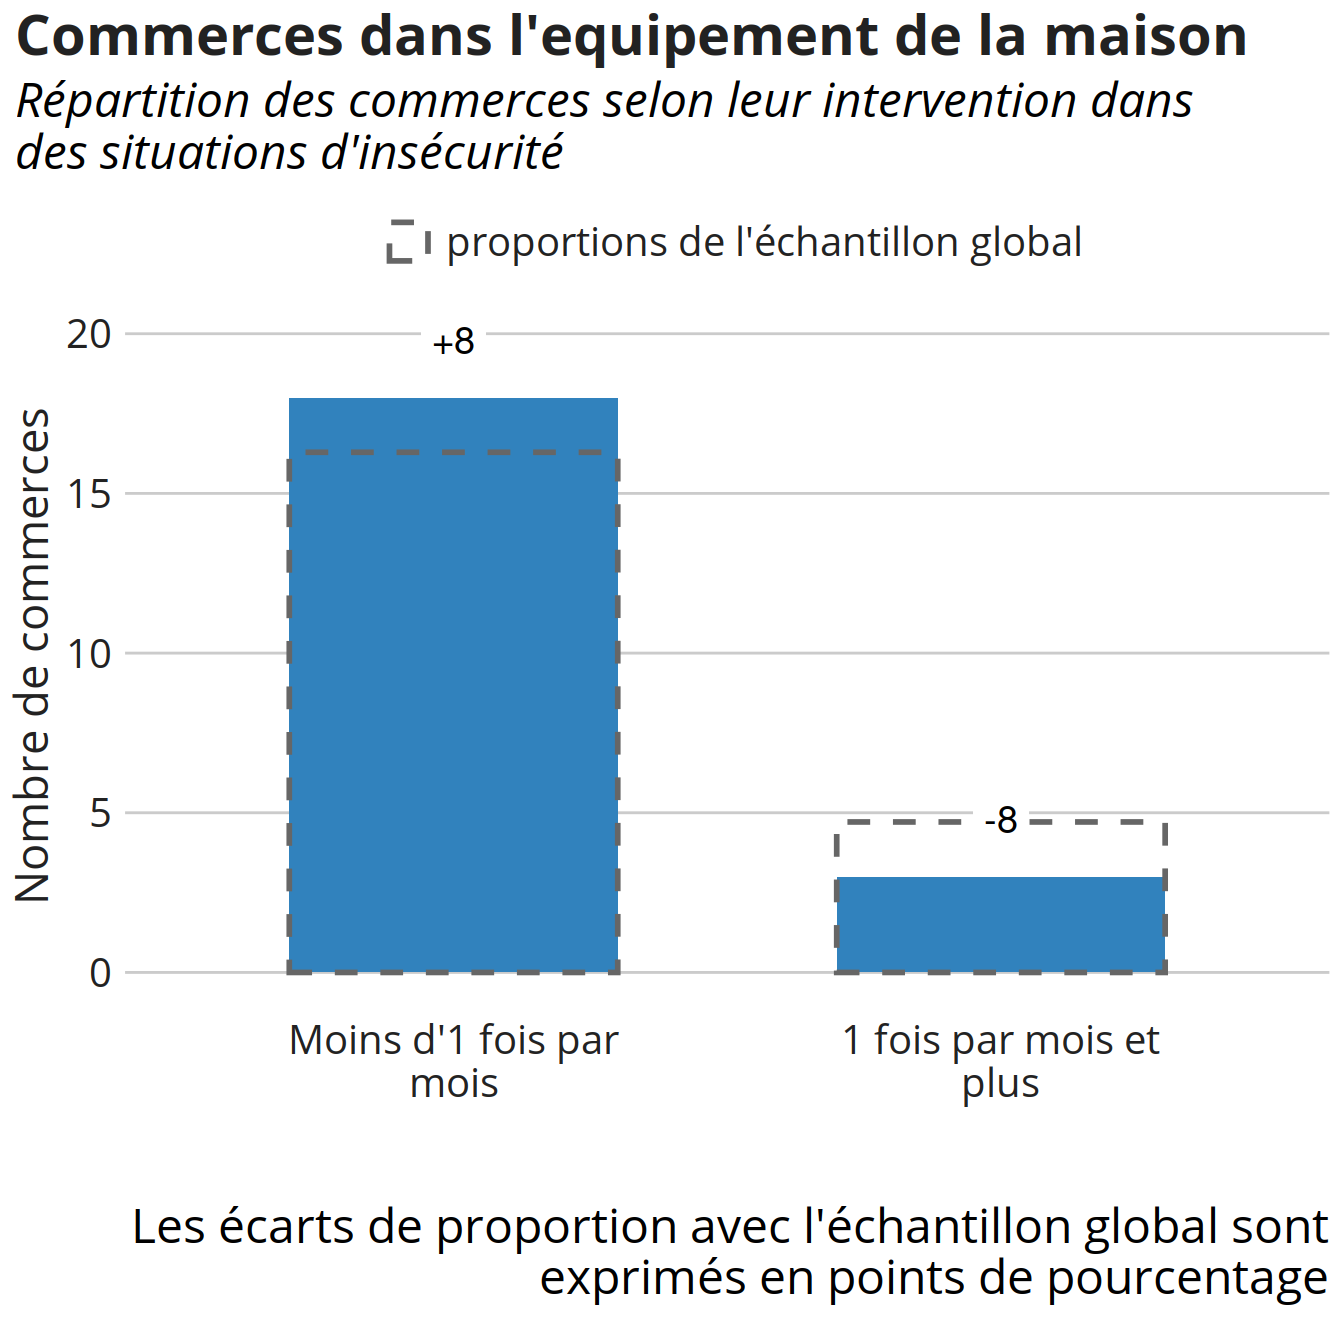 Commerces dans l'equipement de la maison
Répartition des commerces selon leur intervention dans
des situations d'insécurité
proportions de l'échantillon global
Nombre de commerces
20
15
10
5
0
+8
-8
Moins d'1 fois par
mois
1 fois par mois et
plus
Les écarts de proportion avec l'échantillon global sont
exprimés en points de pourcentage